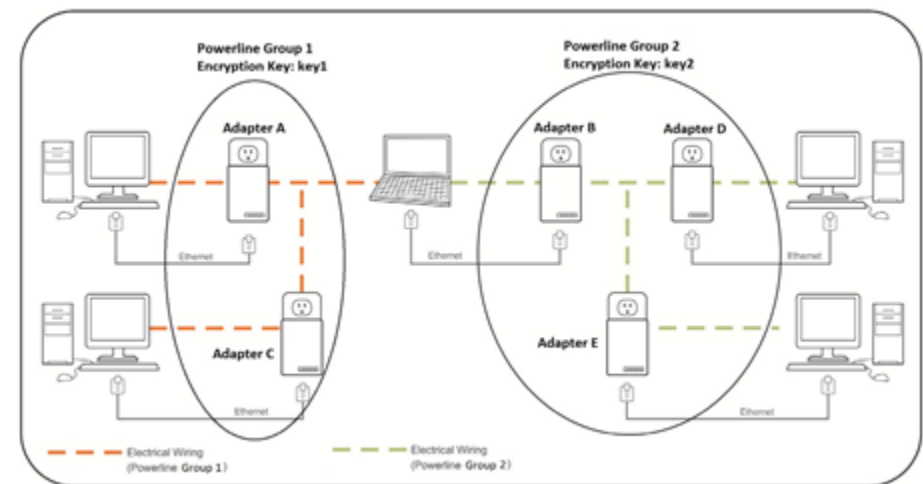 Powerline Group 1
Encryption Key: key1
Powerline Group 2
Encryption Key: key2
Adapter A
Adapter B
Adapter D
Ethernet
Ethernet
Ethernet
Adapter C
Adapter E
Ethernet
Ethernet
Electrical Wiring
(Powerline Group 1)
Electrical Wiring
(Powerline Group 2)